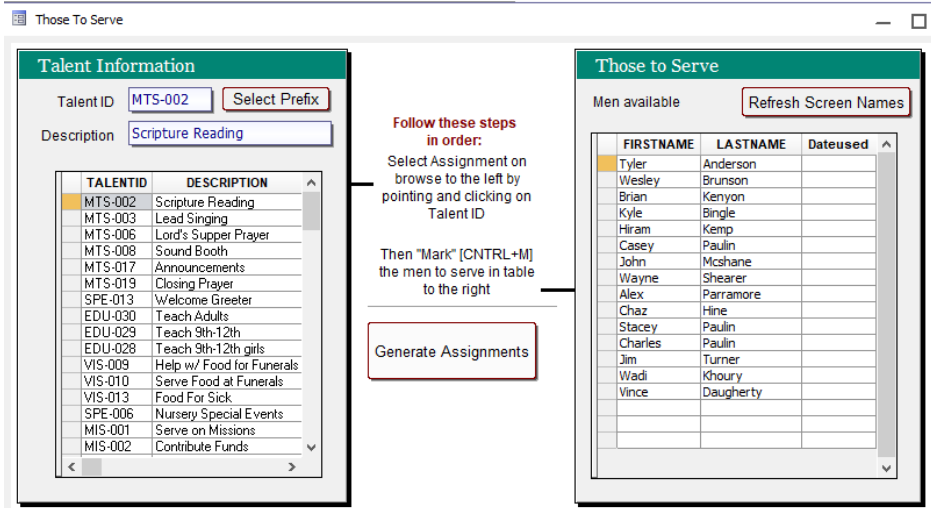 Those To Serve
Talent Information
Talent ID MTS-002 Select Prefix
Description Scripture Reading
TALENTID DESCRIPTION
MTS-002 Scripture Reading
MTS-003 Lead Singing
MTS-006 Lord's Supper Prayer
MTS-008 Sound Booth
MTS-017 Announcements
MTS-019 Closing Prayer
SPE-013 Welcome Greeter
EDU-030 Teach Adults
EDU-029 Teach 9th-12th
EDU-028 Teach 9th-12th girls
VIS-009 Help w/ Food for Funerals
VIS-010 Serve Food at Funerals
VIS-013 Food For Sick
SPE-006 Nursery Special Events
MIS-001 Serve on Missions
MIS-002 Contribute Funds
Follow these steps
in order:
Select Assignment on
browse to the left by
pointing and clicking on
Talent ID
Then "Mark" [CNTRL+M]
the men to serve in table
to the right
Generate Assignments
Those to Serve
Men available Refresh Screen Names
FIRSTNAME LASTNAME Dateused
Tyler Anderson
Wesley Brunson
Brian Kenyon
Kyle Bingle
Hiram Kemp
Casey Paulin
John Mcshane
Wayne Shearer
Alex Parramore
Chaz Hine
Stacey Paulin
Charles Paulin
Jim Turner
Wadi Khoury
Vince Daugherty